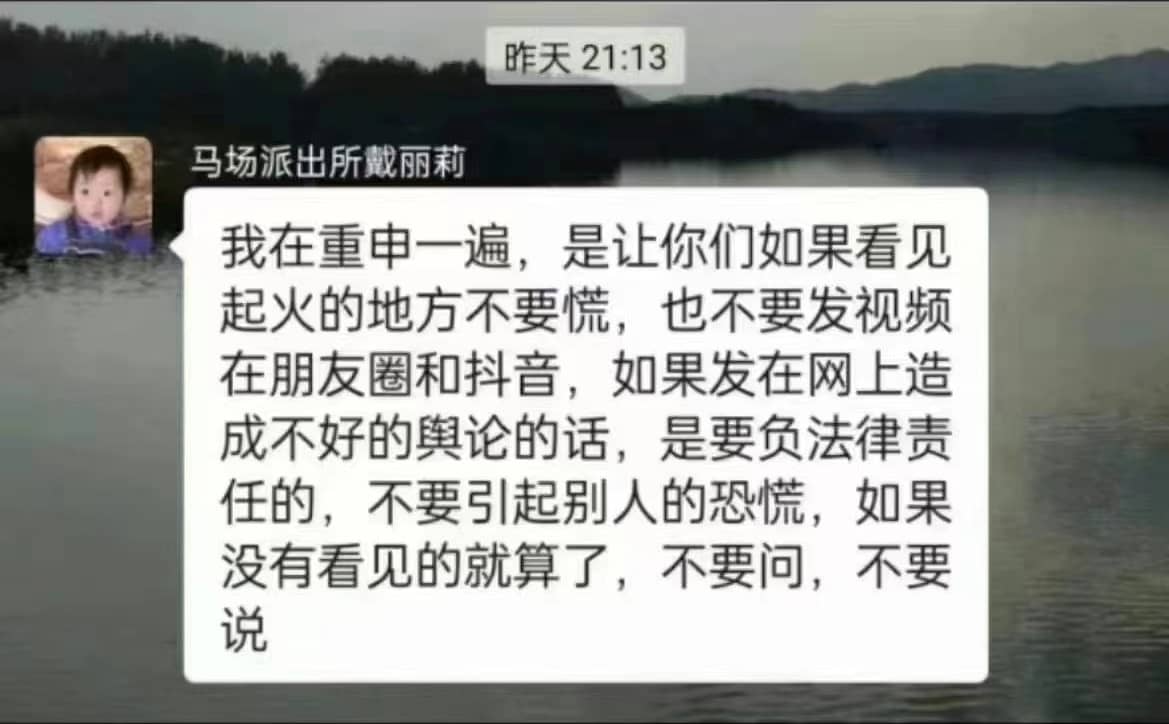 昨天 21:13
马场派出所戴丽莉
我在重申一遍，是让你们如果看见
起火的地方不要慌，也不要发视频
在朋友圈和抖音，如果发在网上造
成不好的舆论的话，是要负法律责
任的，不要引起别人的恐慌，如果
没有看见的就算了，不要问，不要
说